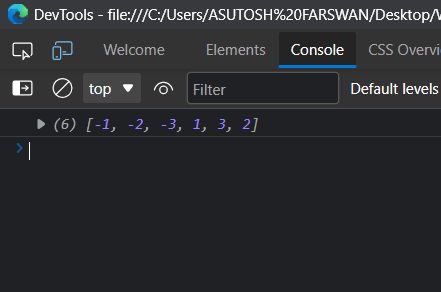 DevTools - file:///C:/Users/ASUTOSH%20FARSWAN/Desktop/
Welcome Elements Console CSS Overvi
top Filter Default levels
(6) [-1, -2, -3, 1, 3, 2]